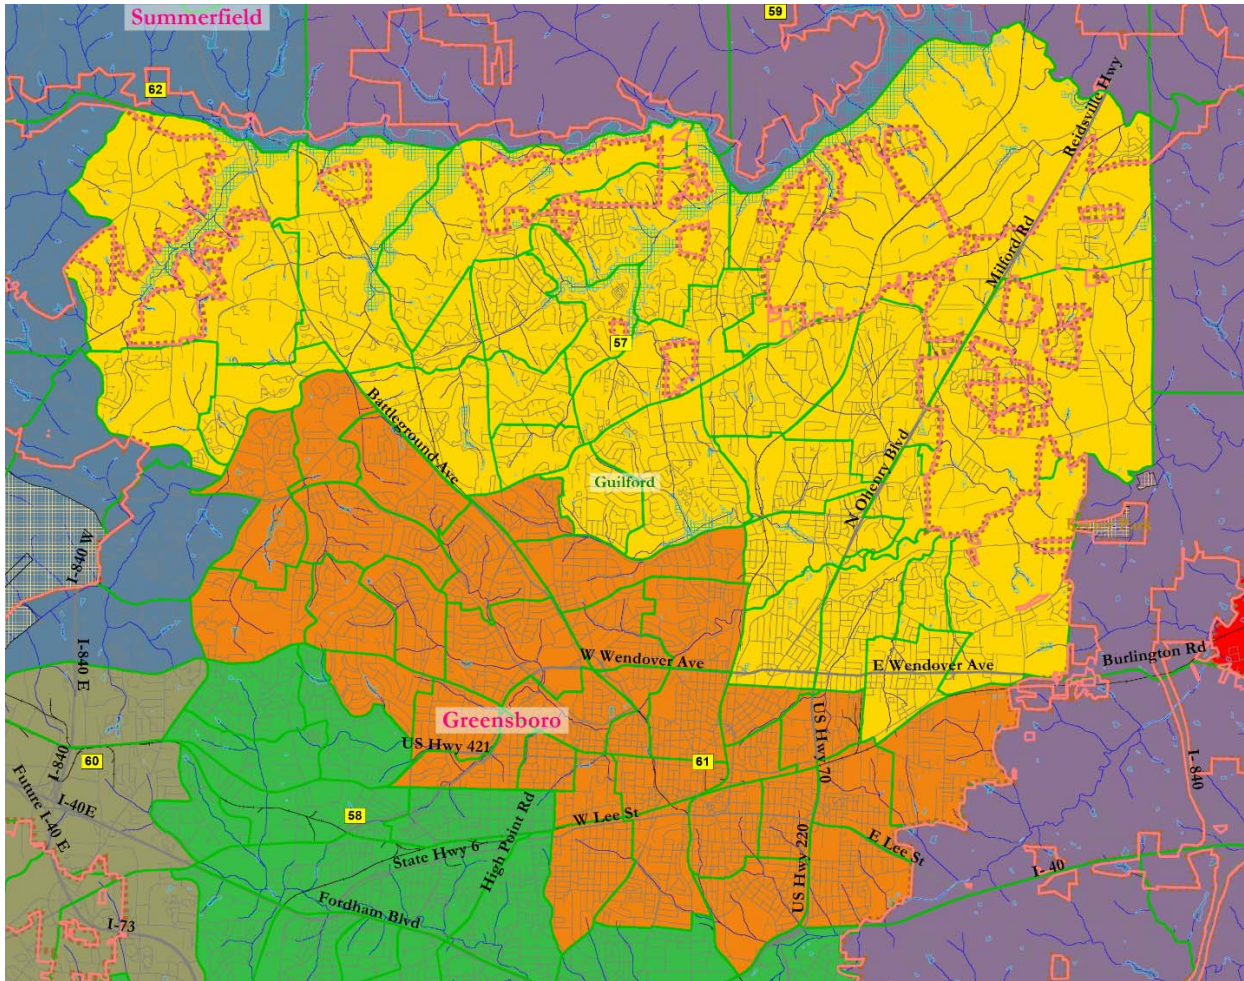 Summerfield
59
62
Reidsville Hwy
Milford Rd
57
Battleground Ave
Guilford
N Ohenry Blvd
I-840 W
I-840 E
W Wendover Ave
E Wendover Ave
Burlington Rd
Greensboro
US Hwy 421
US Hwy 70
I-840
60
61
I-840
Future I-40 E
I-40E
58
High Point Rd
W Lee St
E Lee St
State Hwy 6
US Hwy 220
I-40
Fordham Blvd
I-73